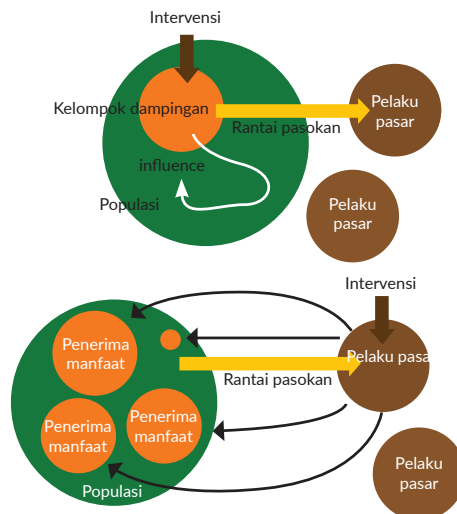 Intervensi
Kelompok dampingan
Pelaku
pasar
Rantai pasokan
influence
Populasi
Pelaku
pasar
Intervensi
Penerima
manfaat
Pelaku pasa
Rantai pasokan
Penerima
manfaat
Penerima
manfaat
Populasi
Pelaku
pasar